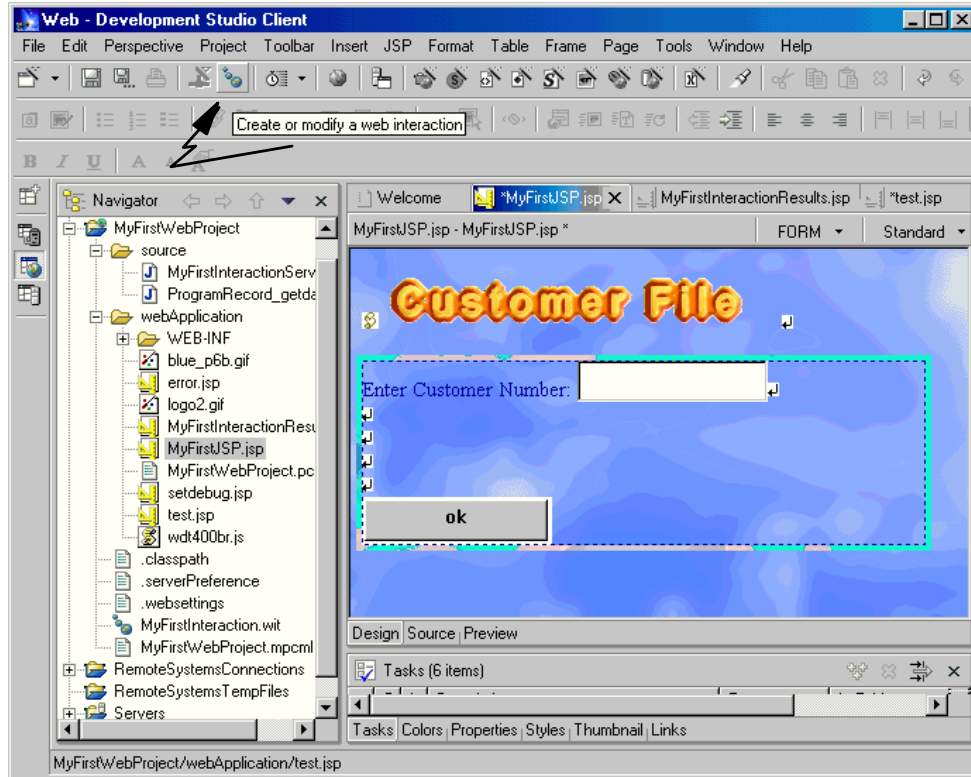 Web - Development Studio Client
File Edit Perspective Project Toolbar Insert JSP Format Table Frame Page Tools Window Help
Create or modify a web interaction
B I U A A
Navigator
Welcome
*MyFirstJSP.jsp
MyFirstInteractionResults.jsp
*test.jsp
MyFirstWebProject
source
MyFirstInteractionServ
ProgramRecord_getda
webApplication
WEB-INF
blue_p6b.gif
error.jsp
logo2.gif
MyFirstInteractionResu
MyFirstJSP.jsp
MyFirstWebProject.pc
setdebug.jsp
test.jsp
wdt400br.js
.classpath
.serverPreference
.websettings
MyFirstInteraction.wit
MyFirstWebProject.mpcml
RemoteSystemsConnections
RemoteSystemsTempFiles
Servers
MyFirstJSP.jsp - MyFirstJSP.jsp *
FORM
Standard
Customer File
Enter Customer Number:
ok
Design Source Preview
Tasks (6 items)
Tasks Colors Properties Styles Thumbnail Links
MyFirstWebProject/webApplication/test.jsp